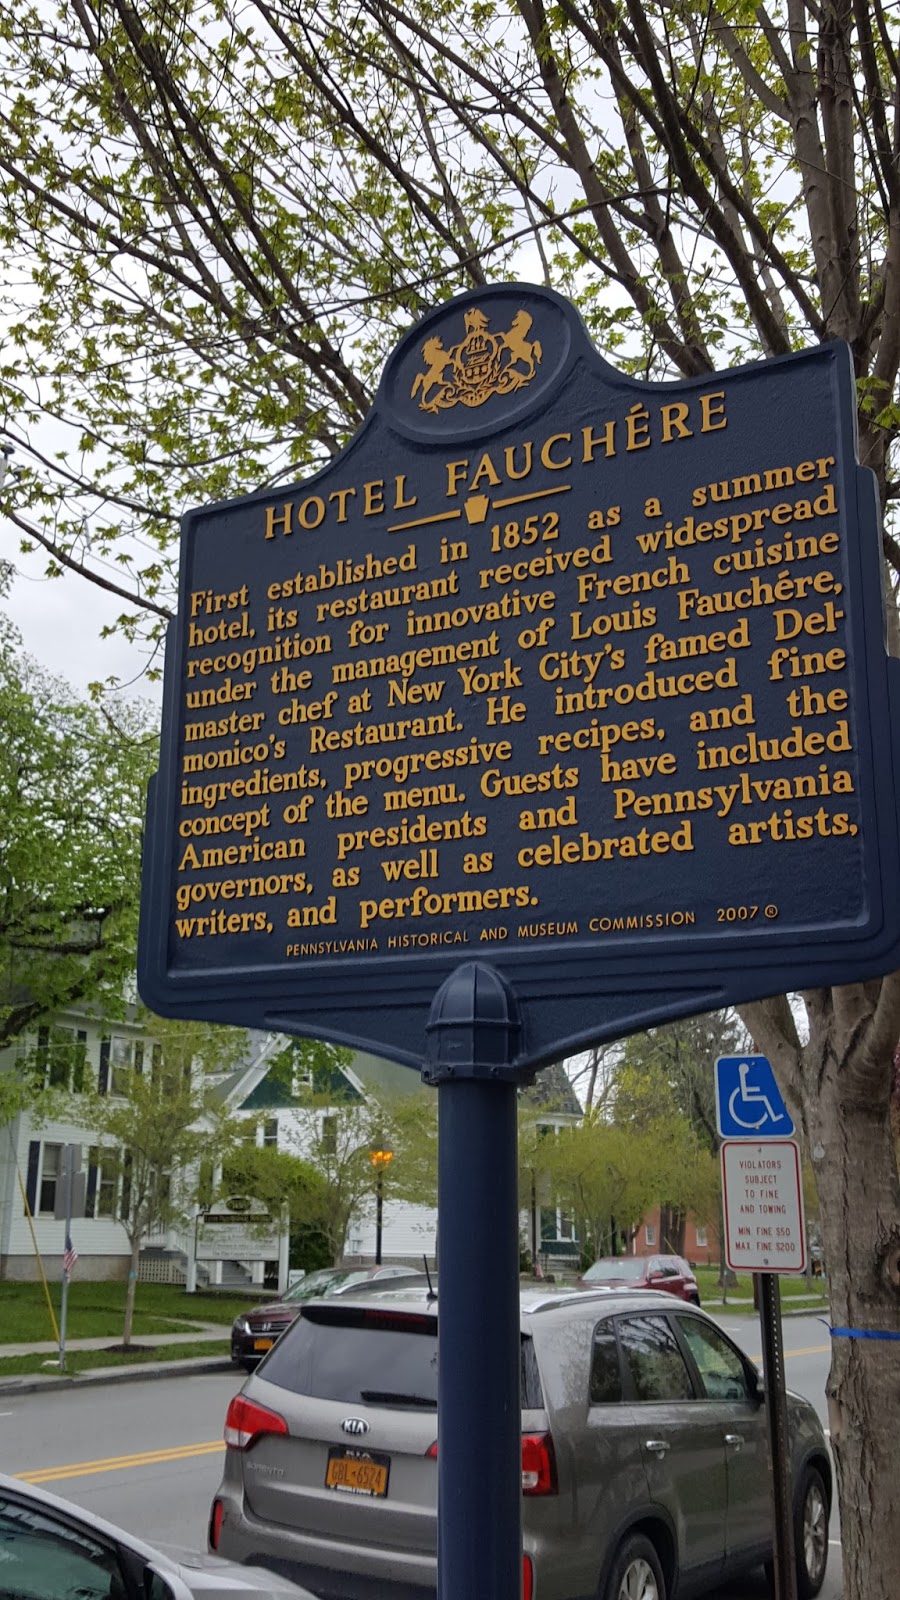 HOTEL FAUCHÉRE
First established in 1852 as a summer
hotel, its restaurant received widespread
recognition for innovative French cuisine
under the management of Louis Fauchére,
master chef at New York City's famed Del-
monico's Restaurant. He introduced fine
ingredients, progressive recipes, and the
concept of the menu. Guests have included
American presidents and Pennsylvania
governors, as well as celebrated artists,
writers, and performers.
PENNSYLVANIA HISTORICAL AND MUSEUM COMMISSION 2007 ®
VIOLATORS
SUBJECT
TO FINE
AND TOWING
MIN. FINE $50
MAX. FINE $200
KIA
SORENTO
GBL-6574